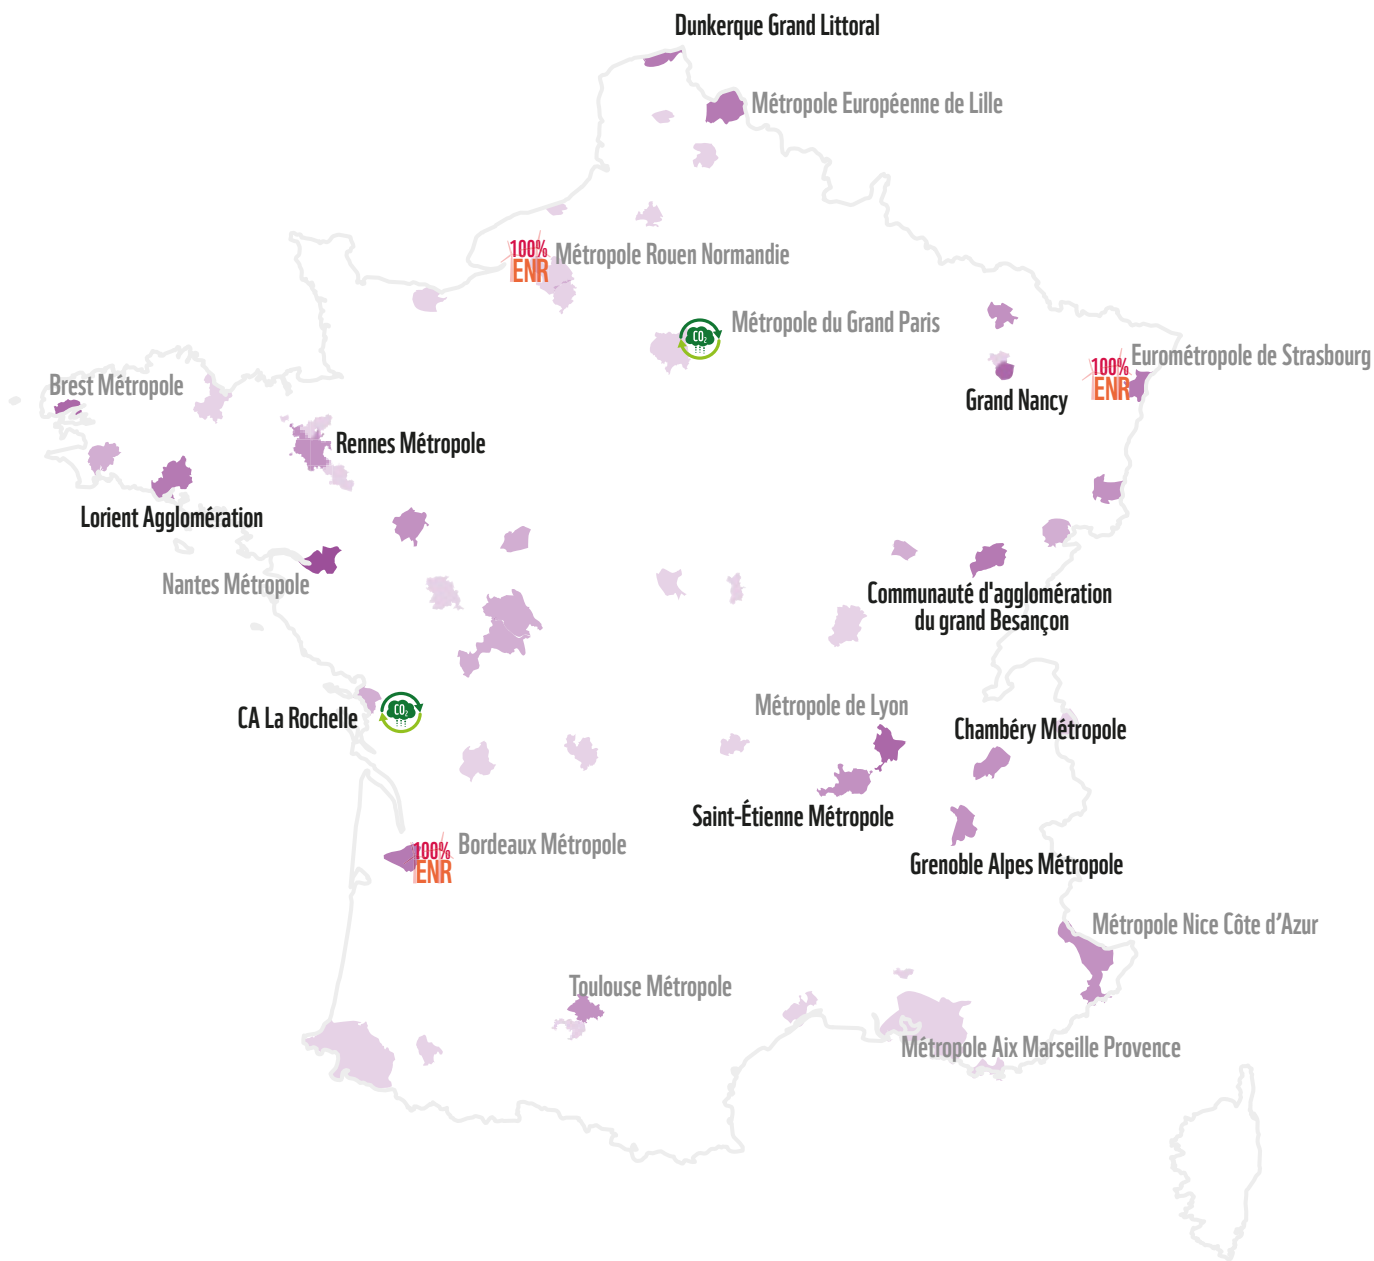 Dunkerque Grand Littoral
Métropole Européenne de Lille
100%
ENR
Métropole Rouen Normandie
CO₂
Métropole du Grand Paris
Eurométropole de Strasbourg
100%
ENR
Brest Métropole
Grand Nancy
Rennes Métropole
Lorient Agglomération
Nantes Métropole
Communauté d'agglomération
du grand Besançon
CA La Rochelle
CO₂
Métropole de Lyon
Chambéry Métropole
Saint-Étienne Métropole
100%
ENR
Bordeaux Métropole
Grenoble Alpes Métropole
Métropole Nice Côte d’Azur
Toulouse Métropole
Métropole Aix Marseille Provence